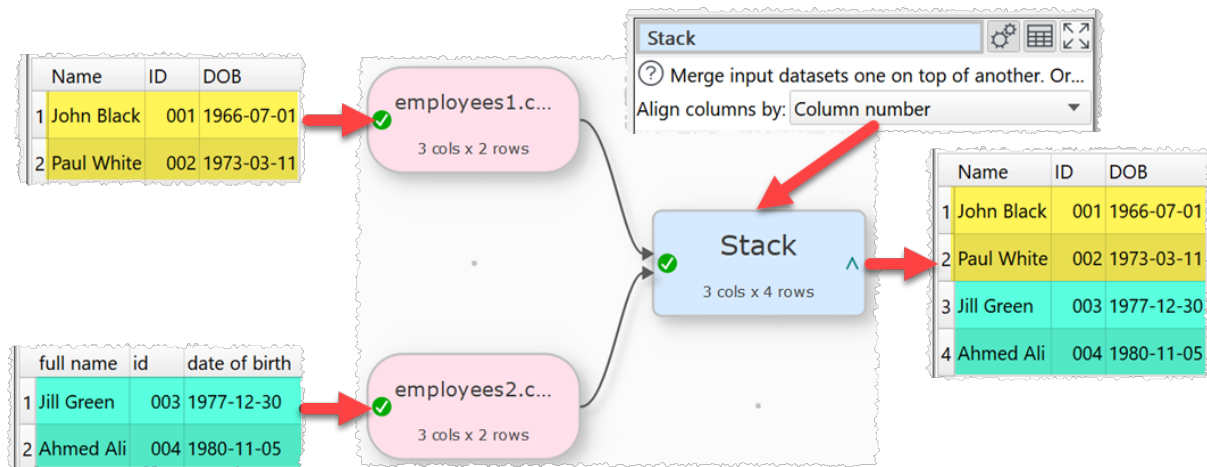 Stack
Merge input datasets one on top of another. Or...
Align columns by: Column number
Name ID DOB
1 John Black 001 1966-07-01
2 Paul White 002 1973-03-11
employees1.c...
3 cols x 2 rows
Stack
3 cols x 4 rows
Name ID DOB
1 John Black 001 1966-07-01
2 Paul White 002 1973-03-11
3 Jill Green 003 1977-12-30
4 Ahmed Ali 004 1980-11-05
full name id date of birth
1 Jill Green 003 1977-12-30
2 Ahmed Ali 004 1980-11-05
employees2.c...
3 cols x 2 rows